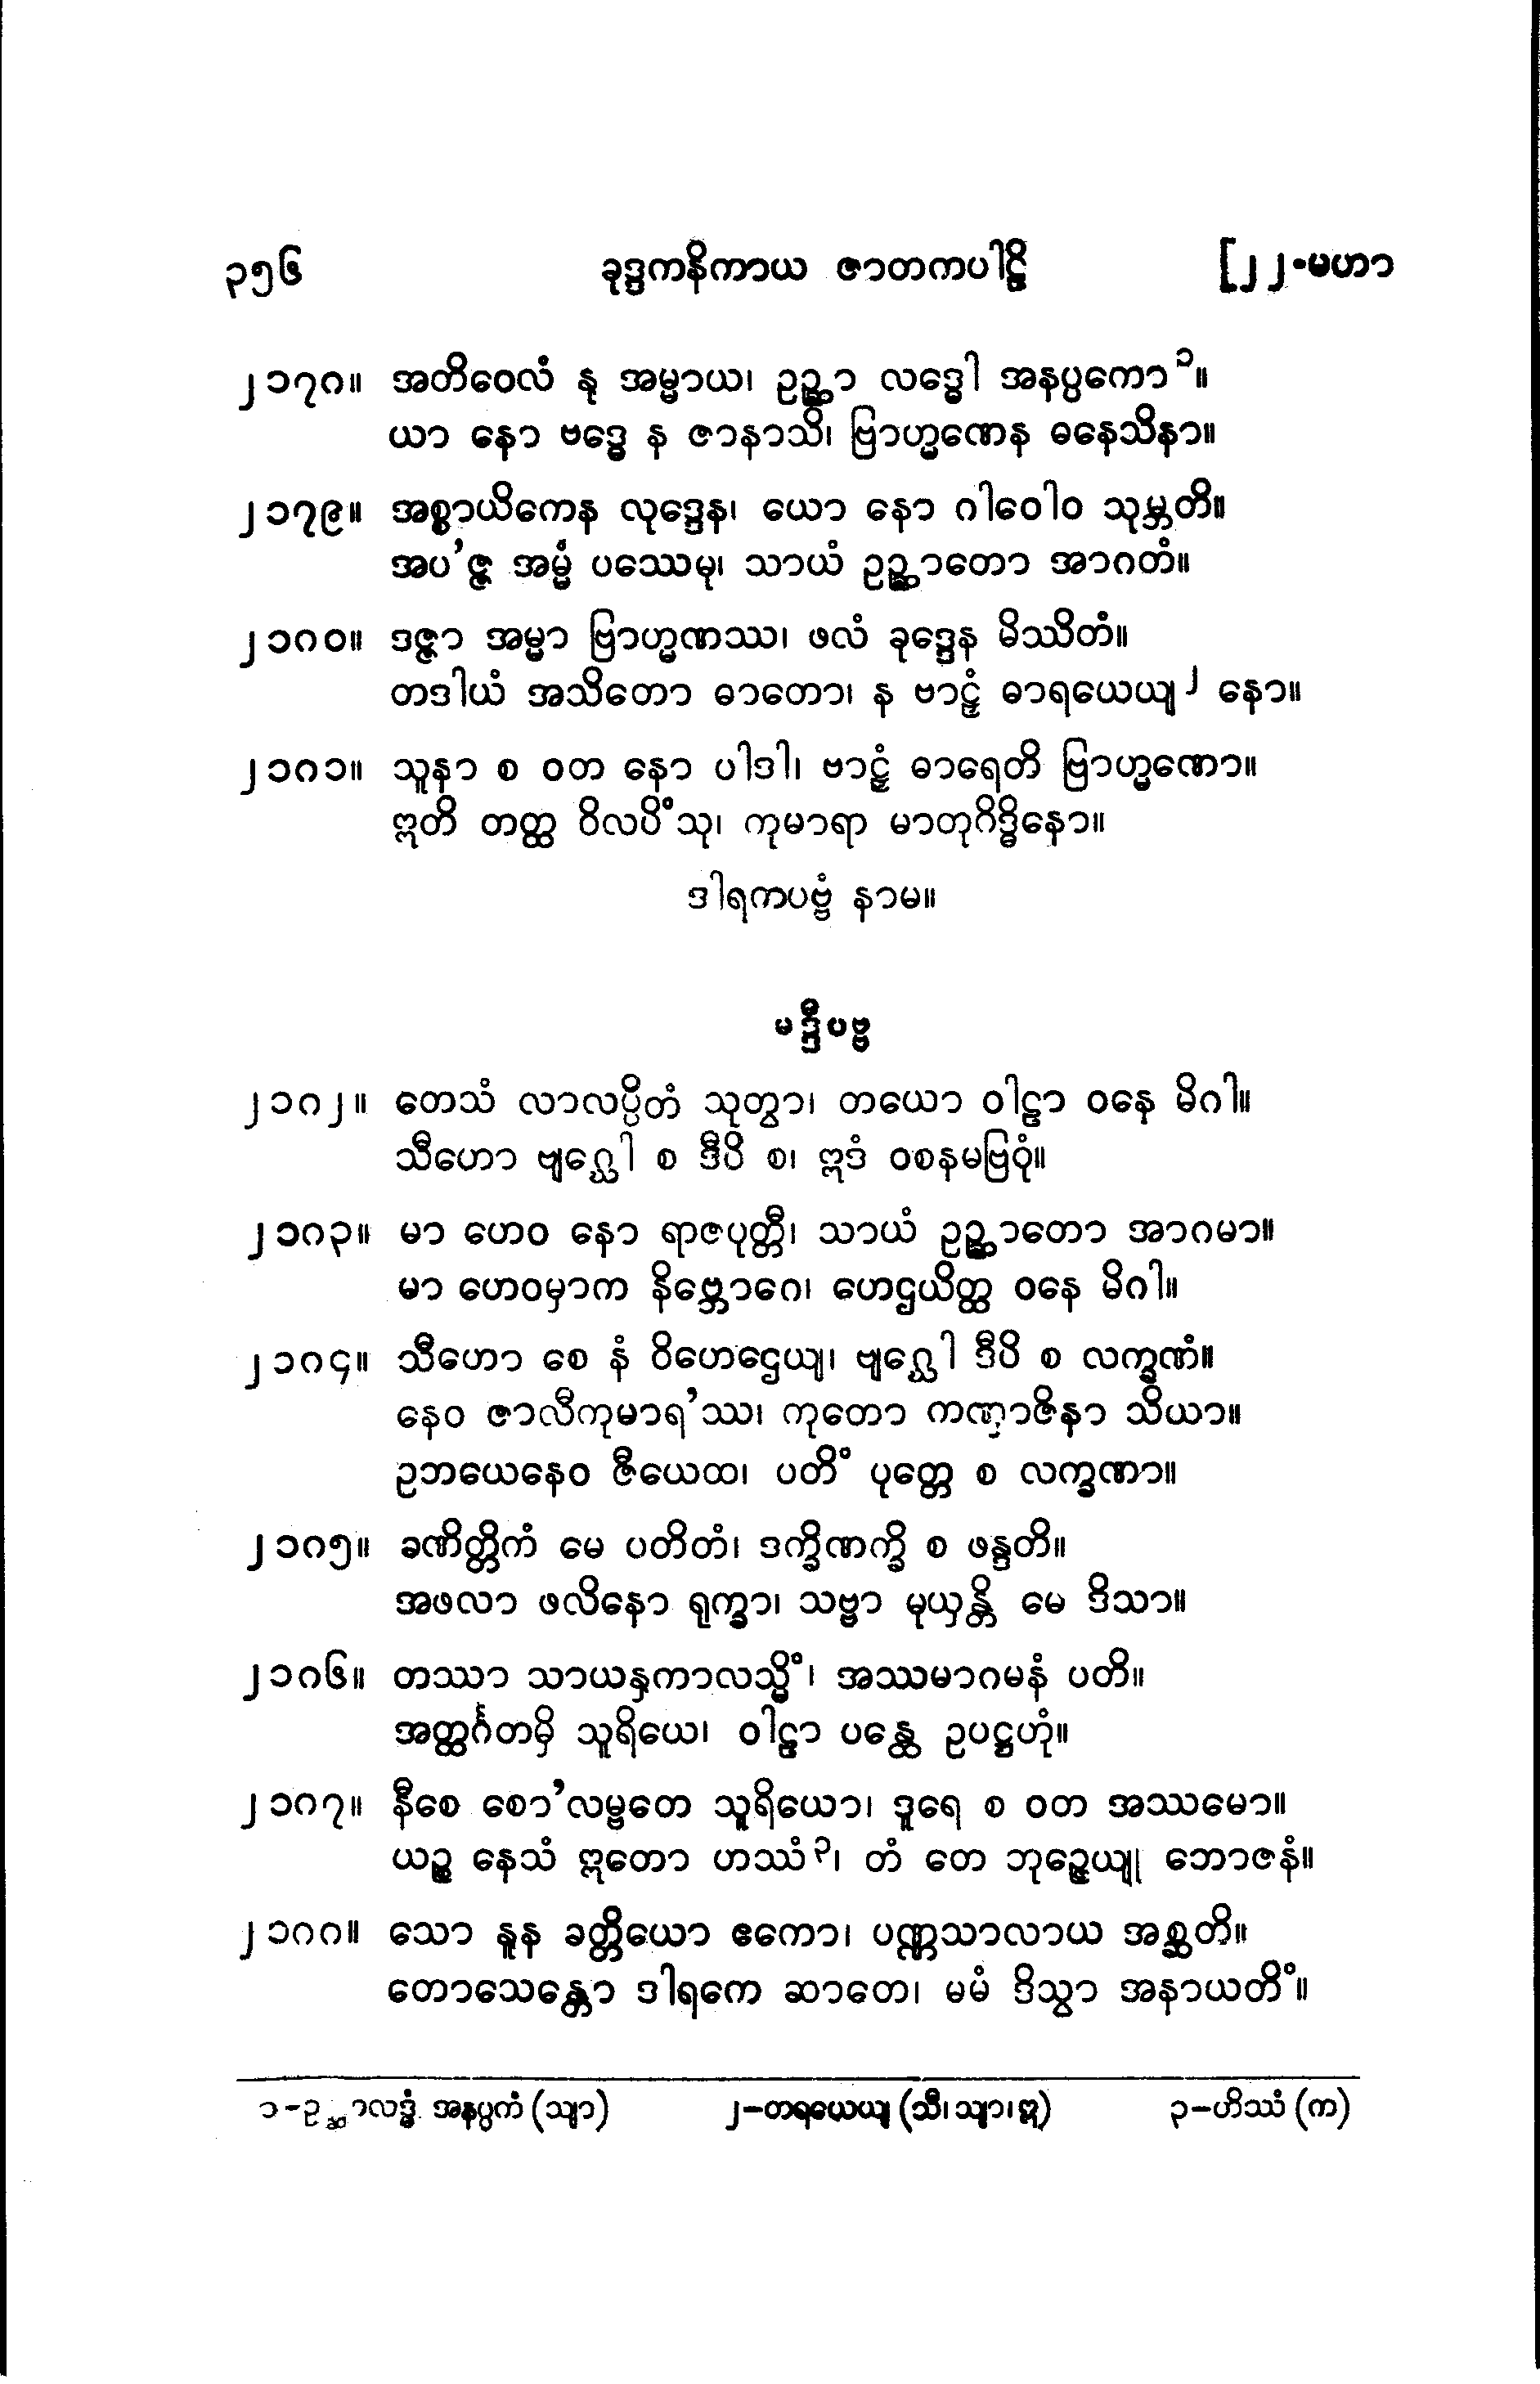 ၃၅၆ ခုဒ္ဒကနိကာယ ဇာတကပါဠိ [၂၂-မဟာ
၂၁၇၈။ အတိဝေလံ နု အမ္မာယ၊ ဥဉ္ဆာ လဒ္ဓေါ အနပ္ပကော ၁။
ယာ နော ဗဒ္ဓေ န ဇာနာသိ၊ ဗြာဟ္မဏေန ဓနေသိနာ။
၂၁၇၉။ အစ္စာယိကေန လုဒ္ဒေန၊ ယော နော ဂါဝေါဝ သုမ္ဘတိ။
အပ'ဇ္ဇ အမ္မံ ပဿေမု၊ သာယံ ဥဉ္ဆာတော အာဂတံ။
၂၁၈၀။ ဒဇ္ဇာ အမ္မာ ဗြာဟ္မဏဿ၊ ဖလံ ခုဒ္ဒေန မိဿိတံ။
တဒါယံ အသိတော ဓာတော၊ န ဗာဠှံ ဓာရယေယျ ၂ နော။
၂၁၈၁။ သူနာ စ ဝတ နော ပါဒါ၊ ဗာဠှံ ဓာရေတိ ဗြာဟ္မဏော။
ဣတိ တတ္ထ ဝိလပိံသု၊ ကုမာရာ မာတုဂိဒ္ဓိနော။
ဒါရကပဗ္ဗံ နာမ။
မဒ္ဒီပဗ္ဗ
၂၁၈၂။ တေသံ လာလပ္ပိတံ သုတွာ၊ တယော ဝါဠာ ဝနေ မိဂါ။
သီဟော ဗျဂ္ဃေါ စ ဒီပိ စ၊ ဣဒံ ဝစနမဗြဝုံ။
၂၁၈၃။ မာ ဟေဝ နော ရာဇပုတ္တီ၊ သာယံ ဥဉ္ဆာတော အာဂမာ။
မာ ဟေဝမှာက နိဗ္ဘောဂေ၊ ဟေဌယိတ္ထ ဝနေ မိဂါ။
၂၁၈၄။ သီဟော စေ နံ ဝိဟေဌေယျ၊ ဗျဂ္ဃေါ ဒီပိ စ လက္ခဏံ။
နေဝ ဇာလီကုမာရ'ဿ၊ ကုတော ကဏှာဇိနာ သိယာ။
ဥဘယေနေဝ ဇီယေထ၊ ပတိံ ပုတ္တေ စ လက္ခဏာ။
၂၁၈၅။ ခဏိတ္တိကံ မေ ပတိတံ၊ ဒက္ခိဏက္ခိ စ ဖန္ဒတိ။
အဖလာ ဖလိနော ရုက္ခာ၊ သဗ္ဗာ မုယှန္တိ မေ ဒိသာ။
၂၁၈၆။ တဿာ သာယနှကာလသ္မိံ၊ အဿမာဂမနံ ပတိ။
အတ္ထင်္ဂတမှိ သူရိယေ၊ ဝါဠာ ပန္ထေ ဥပဋ္ဌဟုံ။
၂၁၈၇။ နီစေ စော'လမ္ဗတေ သူရိယော၊ ဒူရေ စ ဝတ အဿမော။
ယဉ္စ နေသံ ဣတော ဟဿံ ၃၊ တံ တေ ဘုဉ္ဇေယျု ဘောဇနံ။
၂၁၈၈။ သော နူန ခတ္တိယော ဧကော၊ ပဏ္ဏသာလာယ အစ္ဆတိ။
တောသေန္တော ဒါရကေ ဆာတေ၊ မမံ ဒိသွာ အနာယတိံ။
၁-ဥဉ္ဆာလဒ္ဓံ အနပ္ပကံ (သျာ) ၂-တရယေယျ (သီ၊ သျာ၊ ဣ) ၃-ဟိဿံ (က)